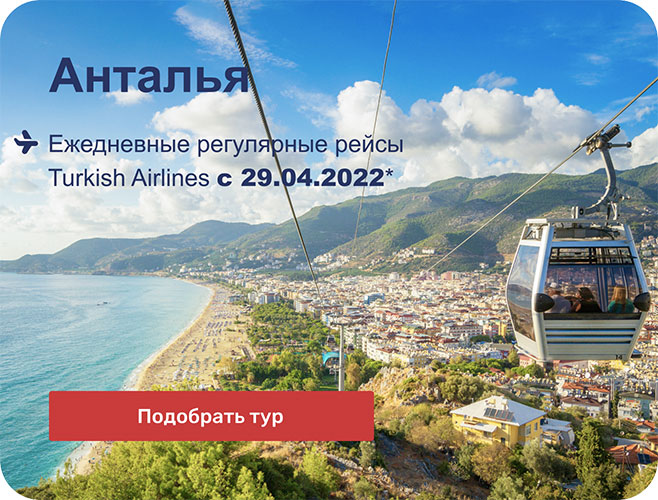 Анталья
Ежедневные регулярные рейсы
Turkish Airlines с 29.04.2022*
Подобрать тур